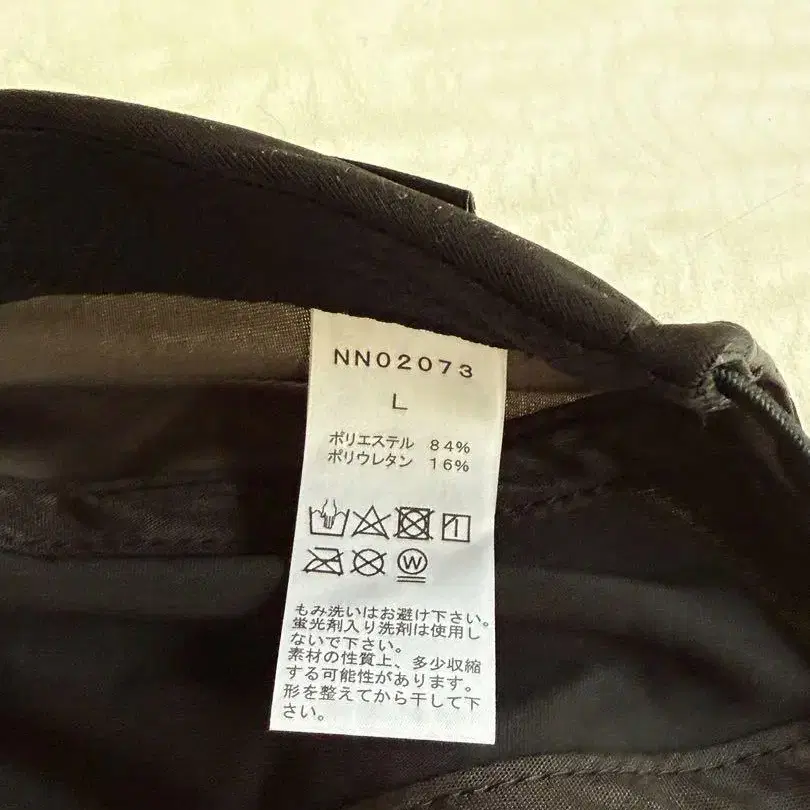 NN02073
L
ポリエステル 84%
ポリウレタン 16%
W
もみ洗いはお避け下さい。
蛍光剤入り洗剤は使用し
ないで下さい。
素材の性質上、多少収縮
する可能性があります。
形を整えてから干して下
さい。